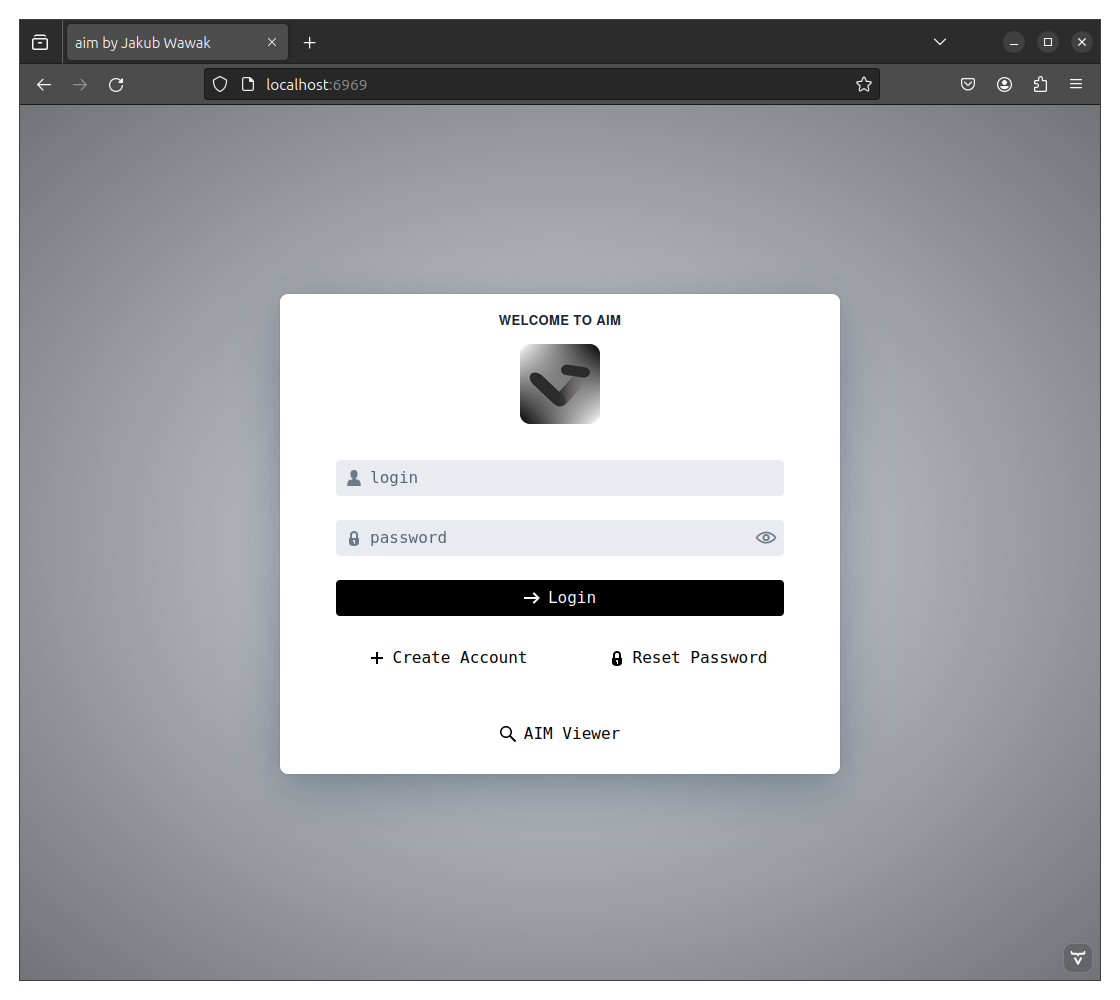 aim by Jakub Wawak
localhost:6969
WELCOME TO AIM
login
password
Login
Create Account
Reset Password
AIM Viewer